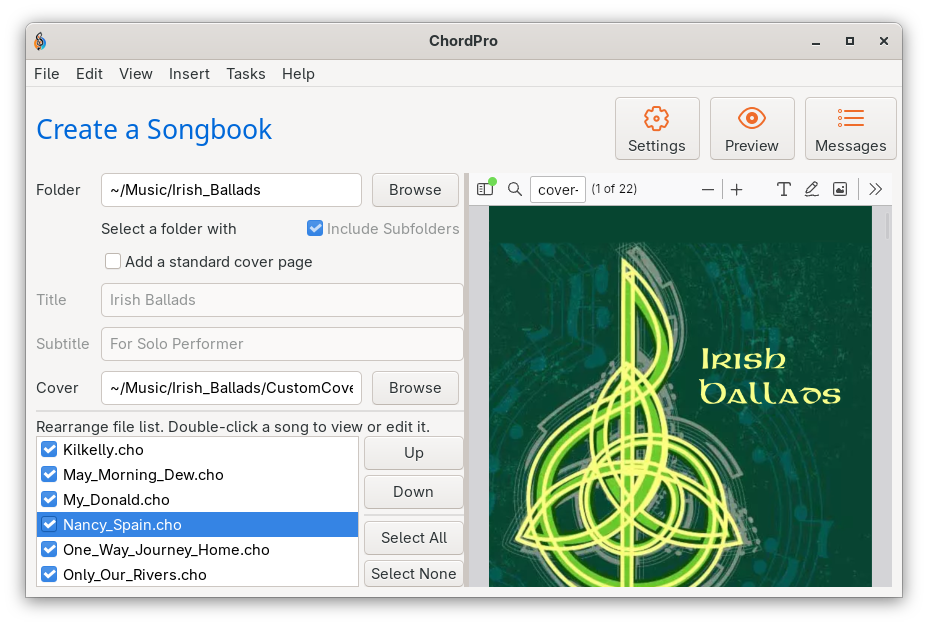 ChordPro
File Edit View Insert Tasks Help
Create a Songbook
Settings Preview Messages
Folder ~/Music/Irish_Ballads Browse
Select a folder with Include Subfolders
Add a standard cover page
Title Irish Ballads
Subtitle For Solo Performer
Cover ~/Music/Irish_Ballads/CustomCove Browse
Rearrange file list. Double-click a song to view or edit it.
Kilkelly.cho
May_Morning_Dew.cho
My_Donald.cho
Nancy_Spain.cho
One_Way_Journey_Home.cho
Only_Our_Rivers.cho
Up
Down
Select All
Select None
cover- (1 of 22)
Irish
Ballads